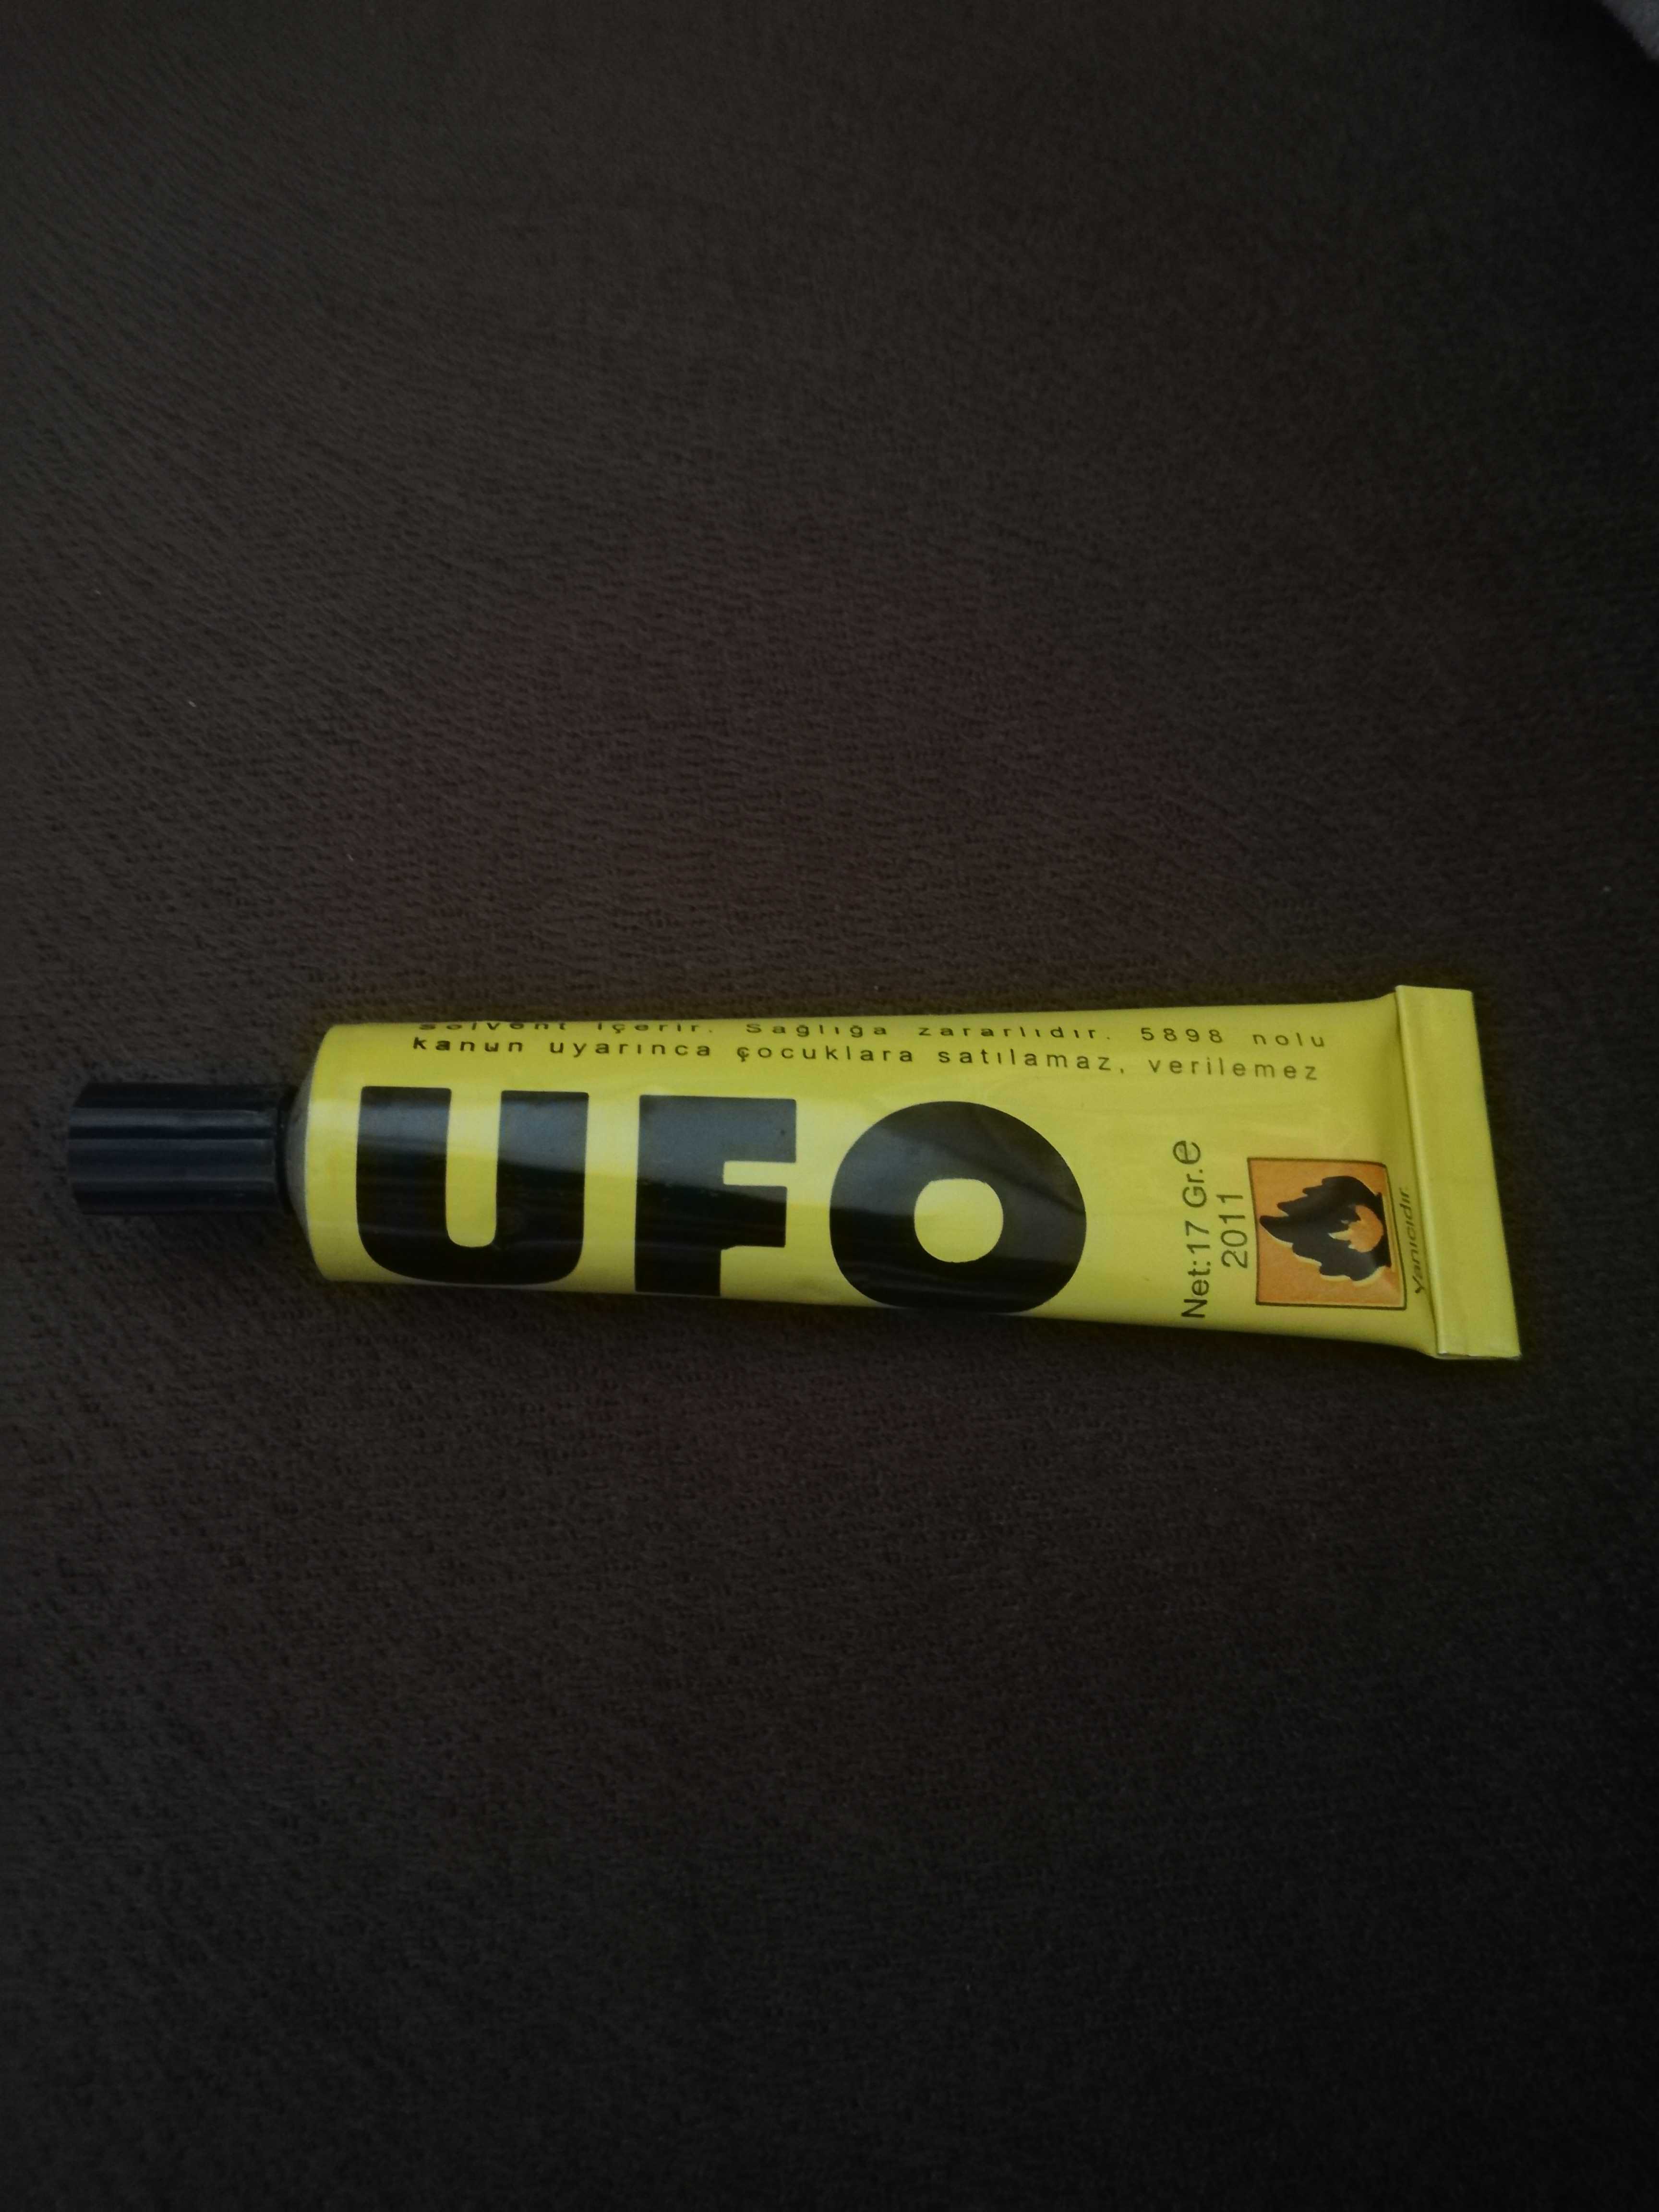 Solvent içerir. Sağlığa zararlıdır. 5898 nolu
kanun uyarınca çocuklara satılamaz, verilemez
UFO
Net:17 Gr.e
2011
Yanıcıdır.